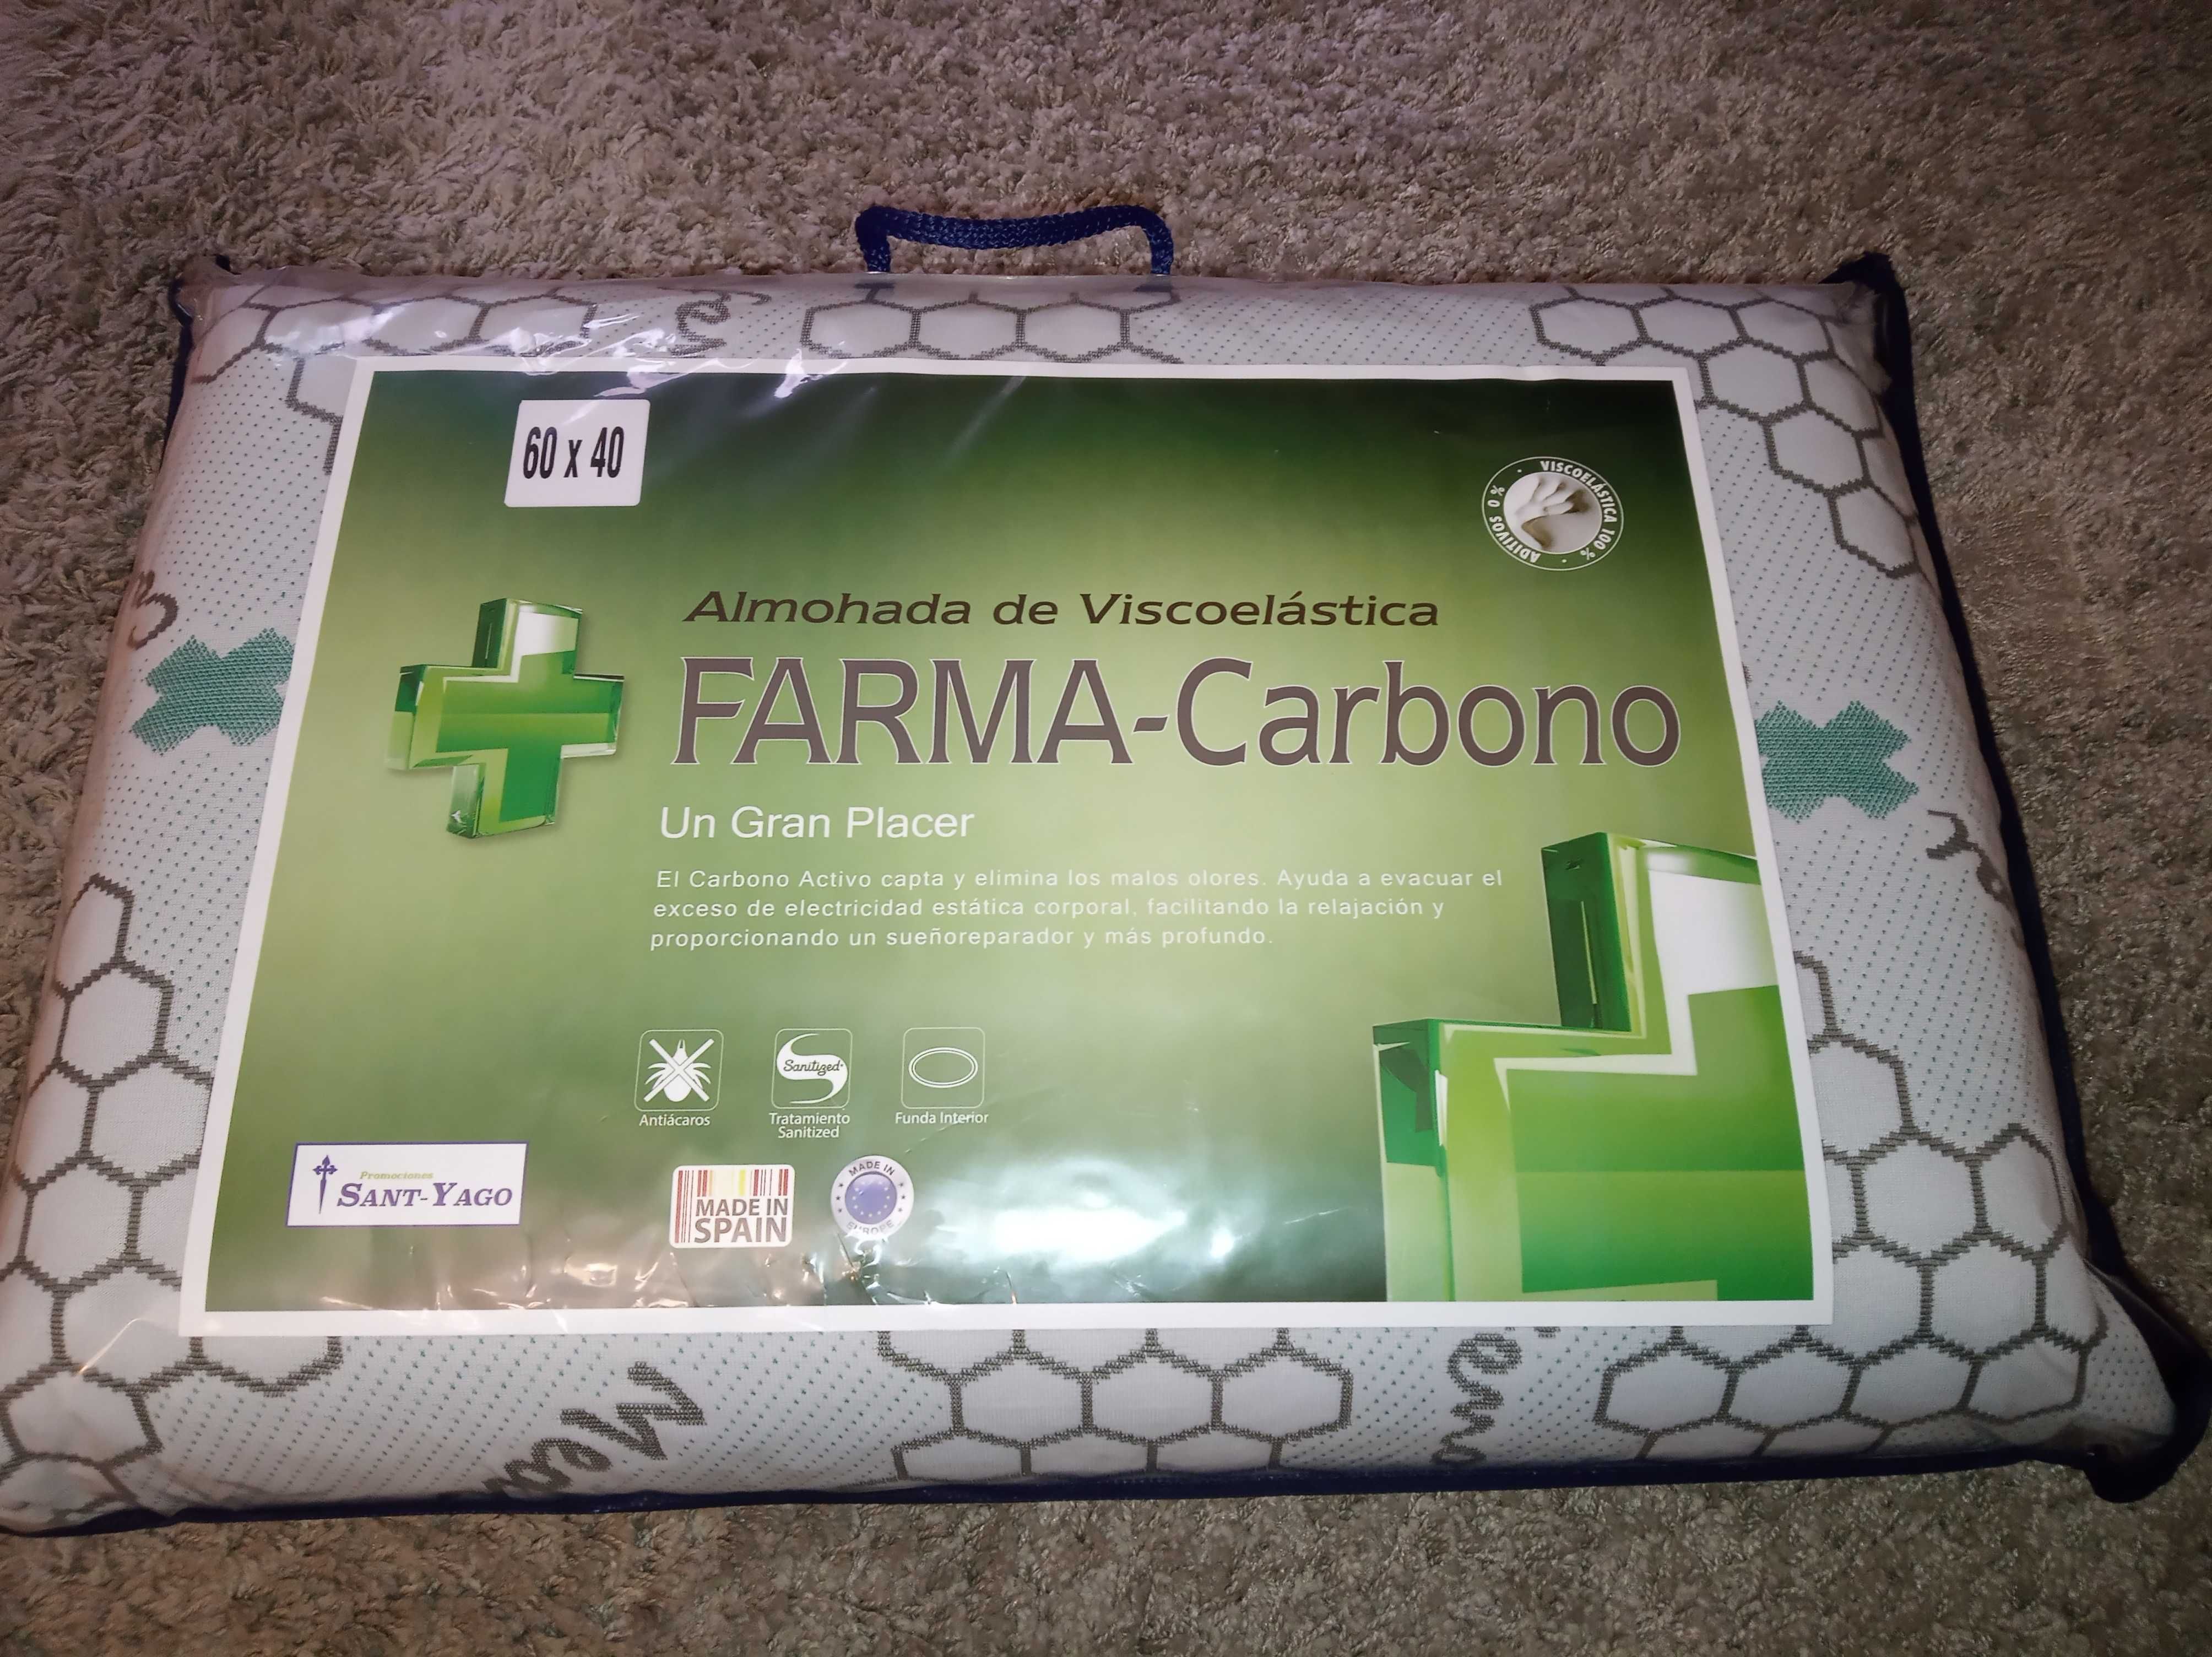 60 x 40
VISCOELÁSTICA 100 % · ADITIVOS 0 % ·
Almohada de Viscoelástica
FARMA-Carbono
Un Gran Placer
El Carbono Activo capta y elimina los malos olores. Ayuda a evacuar el
exceso de electricidad estática corporal, facilitando la relajación y
proporcionando un sueñoreparador y más profundo.
Sanitized
Antiácaros
Tratamiento
Sanitized
Funda Interior
Promociones
SANT-YAGO
MADE IN
SPAIN
MADE IN
EUROPE